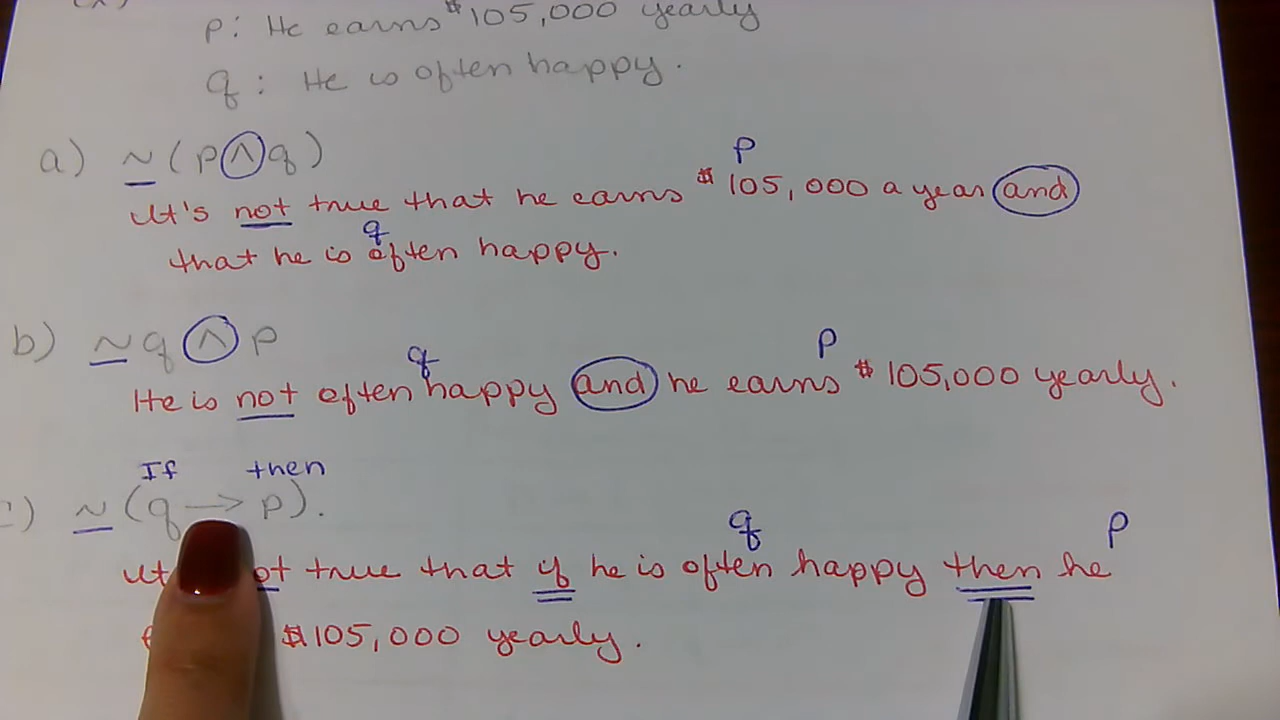 p: He earns $105,000 yearly
q: He is often happy.
a) ~(p∧q)
p
It's not true that he earns $105,000 a year and
q
that he is often happy.
b) ~q∧p
q p
He is not often happy and he earns $105,000 yearly.
If then
~(q→p).
q p
true that if he is often happy then he
$105,000 yearly.